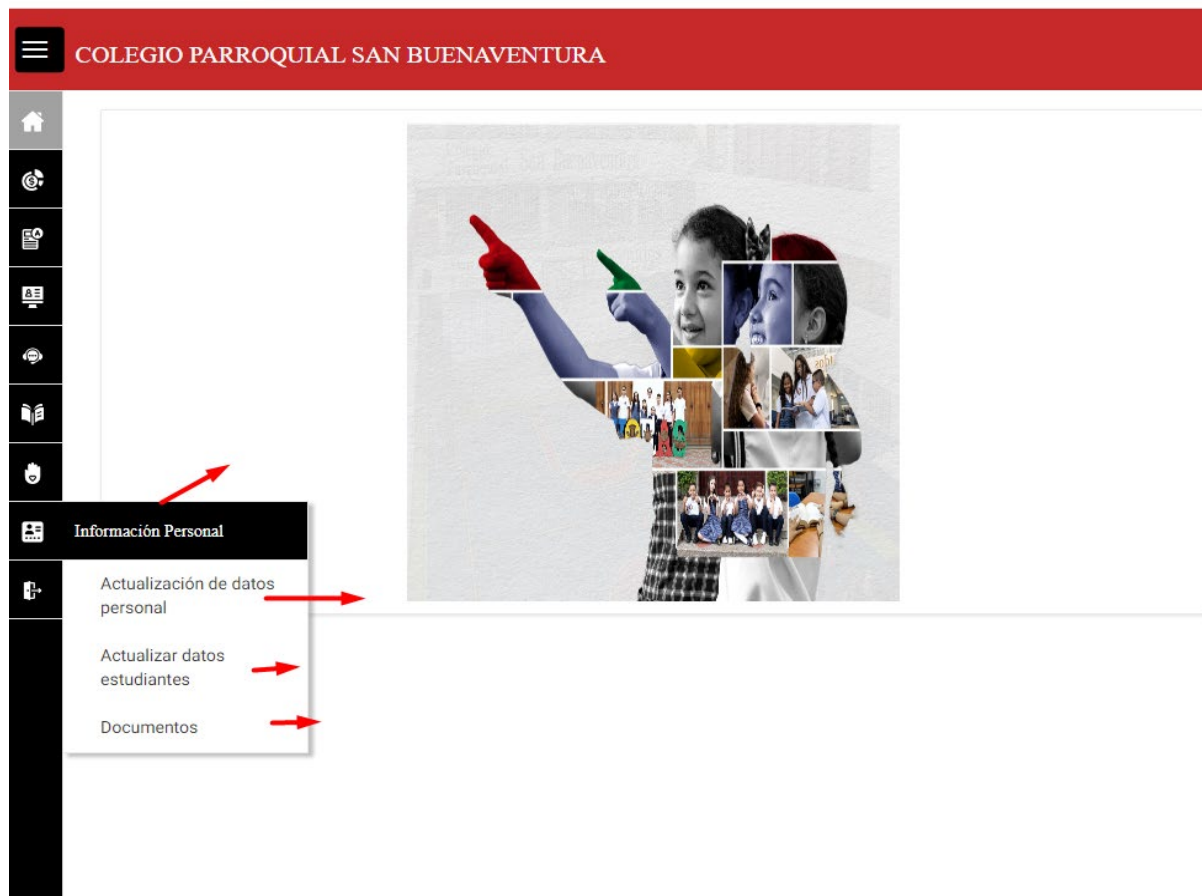 COLEGIO PARROQUIAL SAN BUENAVENTURA
Información Personal
Actualización de datos
personal
Actualizar datos
estudiantes
Documentos